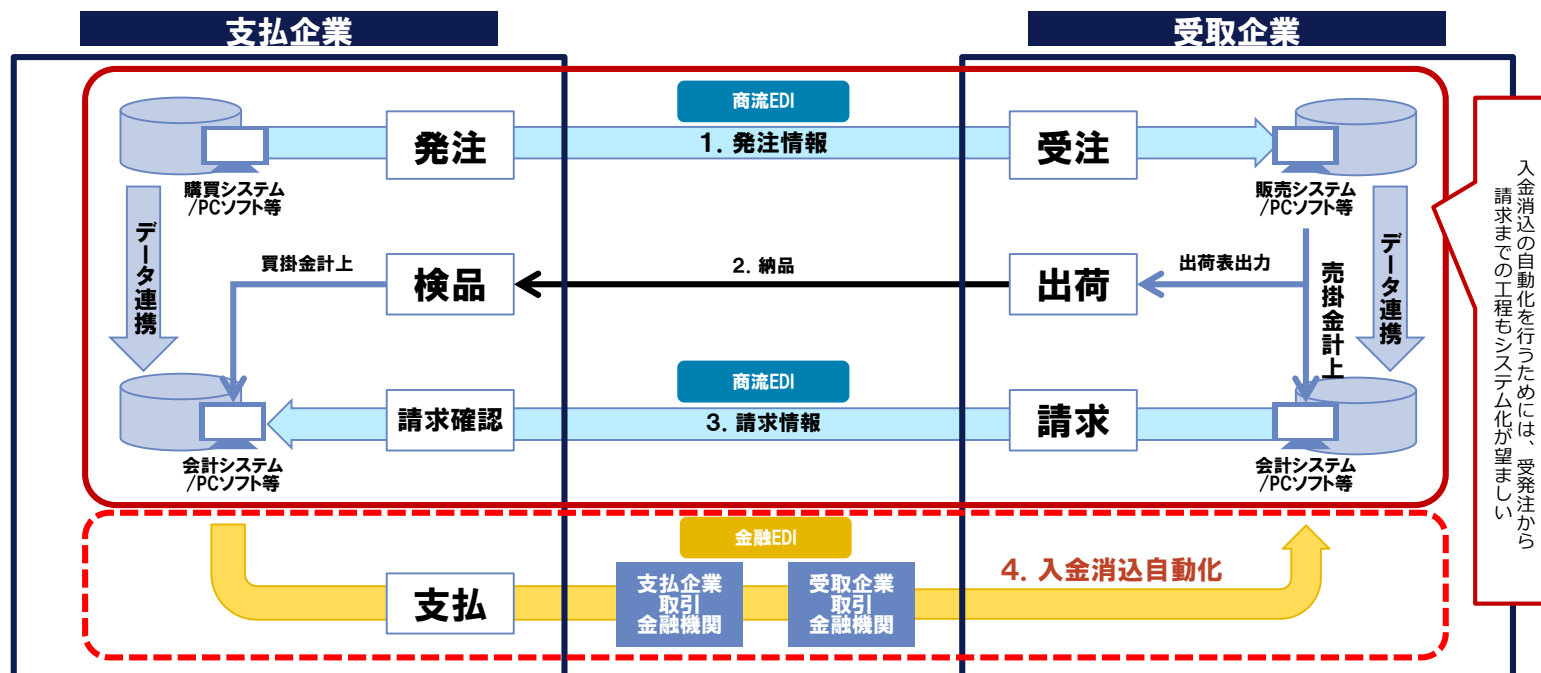 支払企業
受取企業
商流EDI
発注
1. 発注情報
受注
購買システム
/PCソフト等
販売システム
/PCソフト等
データ連携
買掛金計上
検品
2. 納品
出荷
出荷表出力
売掛金計上
データ連携
商流EDI
請求確認
3. 請求情報
請求
会計システム
/PCソフト等
会計システム
/PCソフト等
入金消込の自動化を行うためには、受発注から
請求までの工程もシステム化が望ましい
金融EDI
支払
支払企業
取引
金融機関
受取企業
取引
金融機関
4. 入金消込自動化